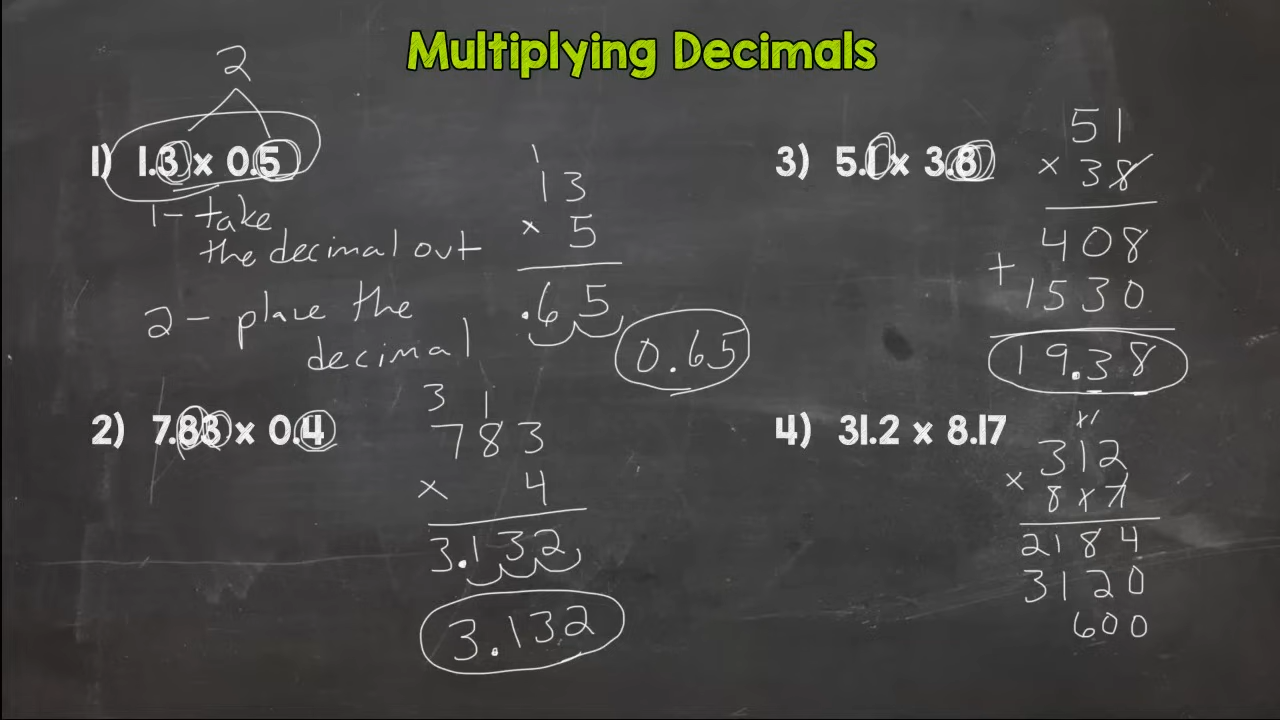 Multiplying Decimals
2
1) 1.3 x 0.5
1 - take
the decimal out
2 - place the
decimal
1
13
x 5
.65
0.65
2) 7.83 x 0.4
3 1
783
x 4
3.132
3.132
3) 5.1 x 3.8
51
x 38
408
+ 1530
19.38
4) 31.2 x 8.17
1
312
x 817
2184
3120
600